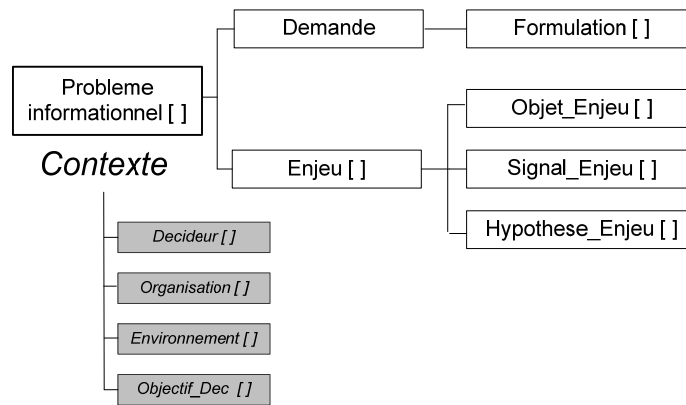 Demande
Formulation [ ]
Probleme
informationnel [ ]
Objet_Enjeu [ ]
Contexte
Enjeu [ ]
Signal_Enjeu [ ]
Hypothese_Enjeu [ ]
Decideur [ ]
Organisation [ ]
Environnement [ ]
Objectif_Dec [ ]